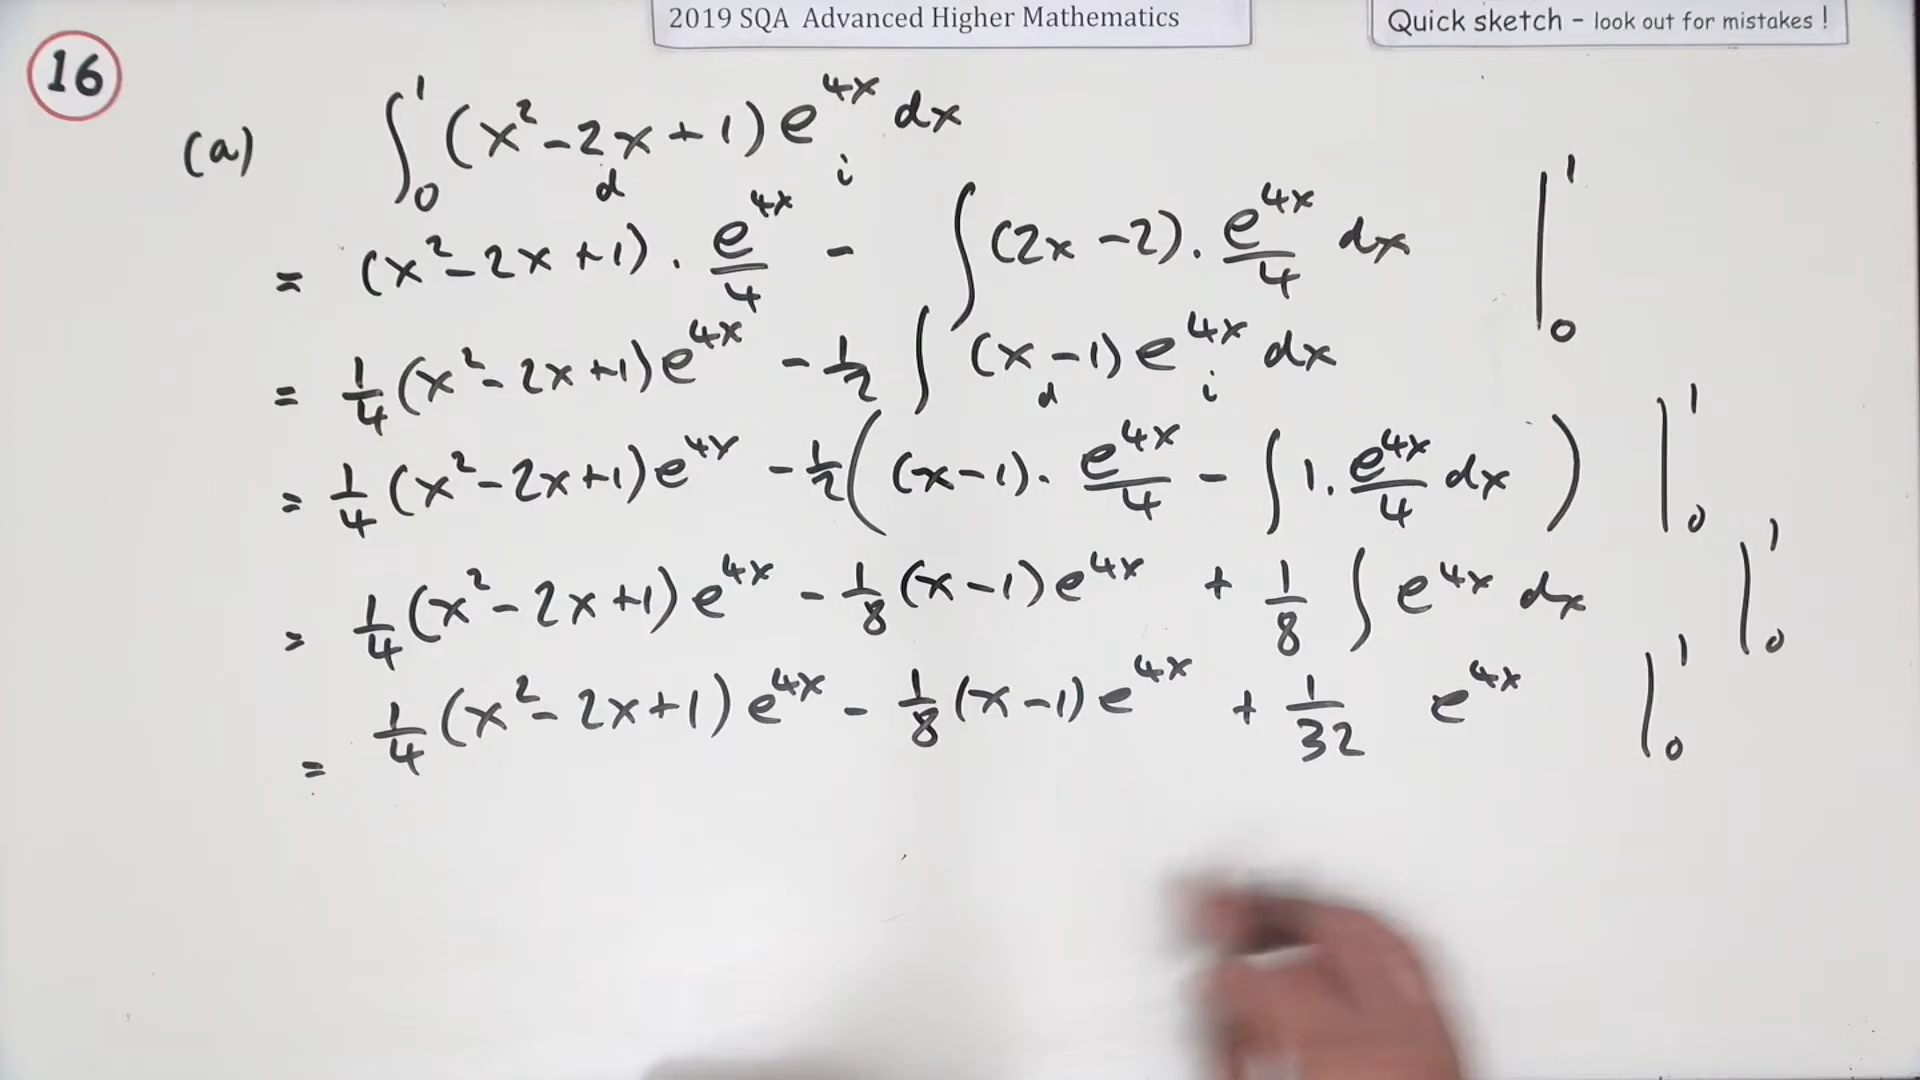 2019 SQA Advanced Higher Mathematics
Quick sketch – look out for mistakes !
16
(a) ∫₀¹ (x² - 2x + 1) e^{4x} dx
d i
= (x² - 2x + 1) . e^{4x}/4 - ∫ (2x - 2) . e^{4x}/4 dx |₀¹
= 1/4 (x² - 2x + 1) e^{4x} - 1/2 ∫ (x - 1) e^{4x} dx
d i
= 1/4 (x² - 2x + 1) e^{4x} - 1/2 ( (x - 1) . e^{4x}/4 - ∫ 1 . e^{4x}/4 dx ) |₀¹
= 1/4 (x² - 2x + 1) e^{4x} - 1/8 (x - 1) e^{4x} + 1/8 ∫ e^{4x} dx |₀¹
= 1/4 (x² - 2x + 1) e^{4x} - 1/8 (x - 1) e^{4x} + 1/32 e^{4x} |₀¹